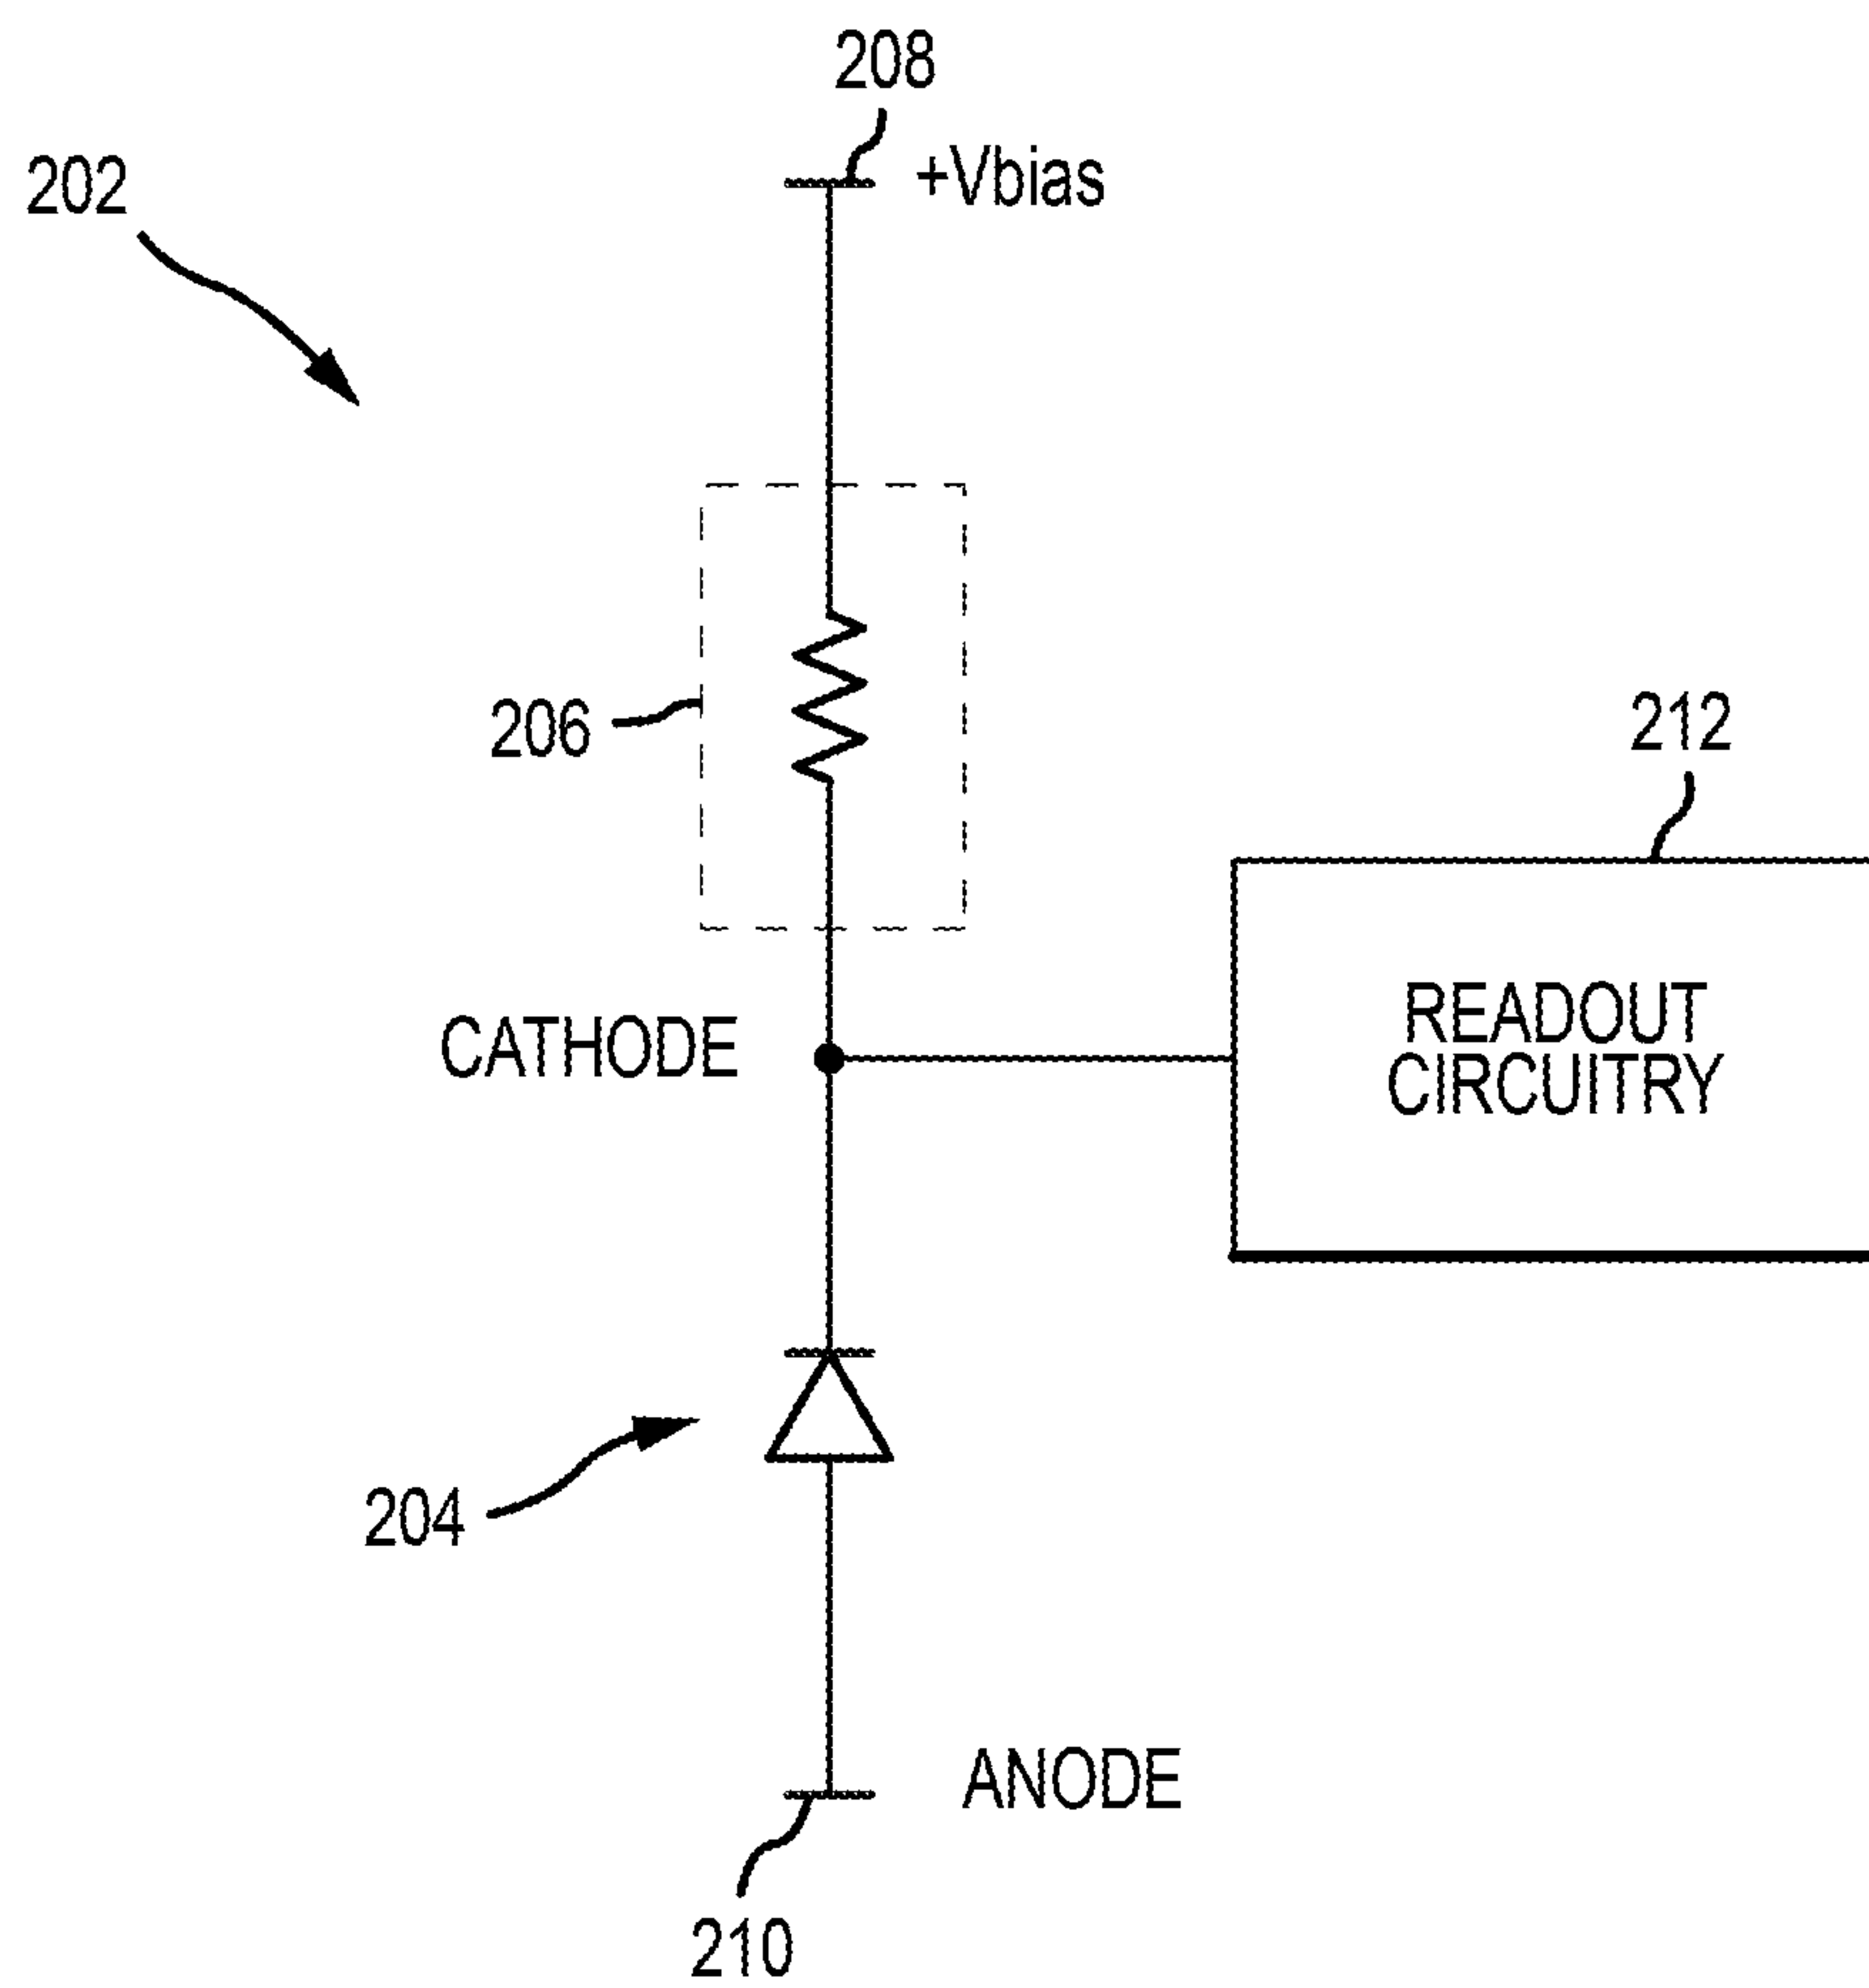 208
+Vbias
202
206
212
READOUT
CIRCUITRY
CATHODE
204
ANODE
210